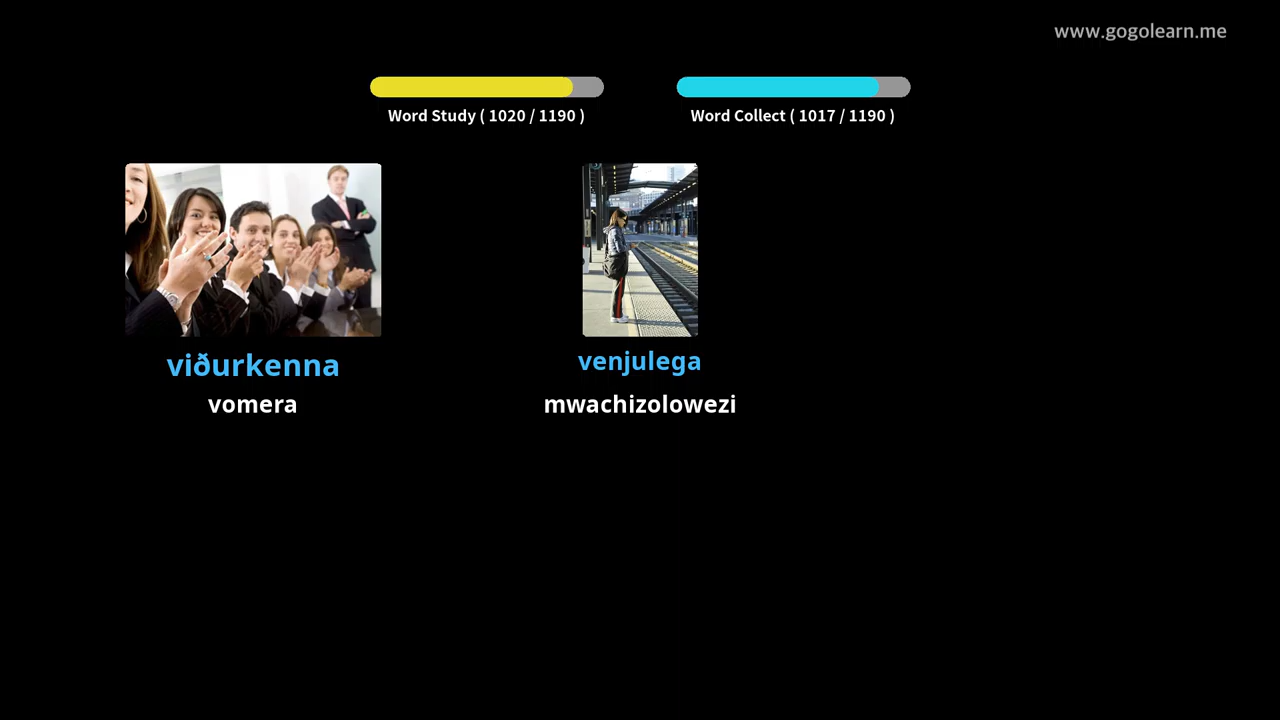 www.gogolearn.me
Word Study ( 1020 / 1190 )
Word Collect ( 1017 / 1190 )
viðurkenna
vomera
venjulega
mwachizolowezi